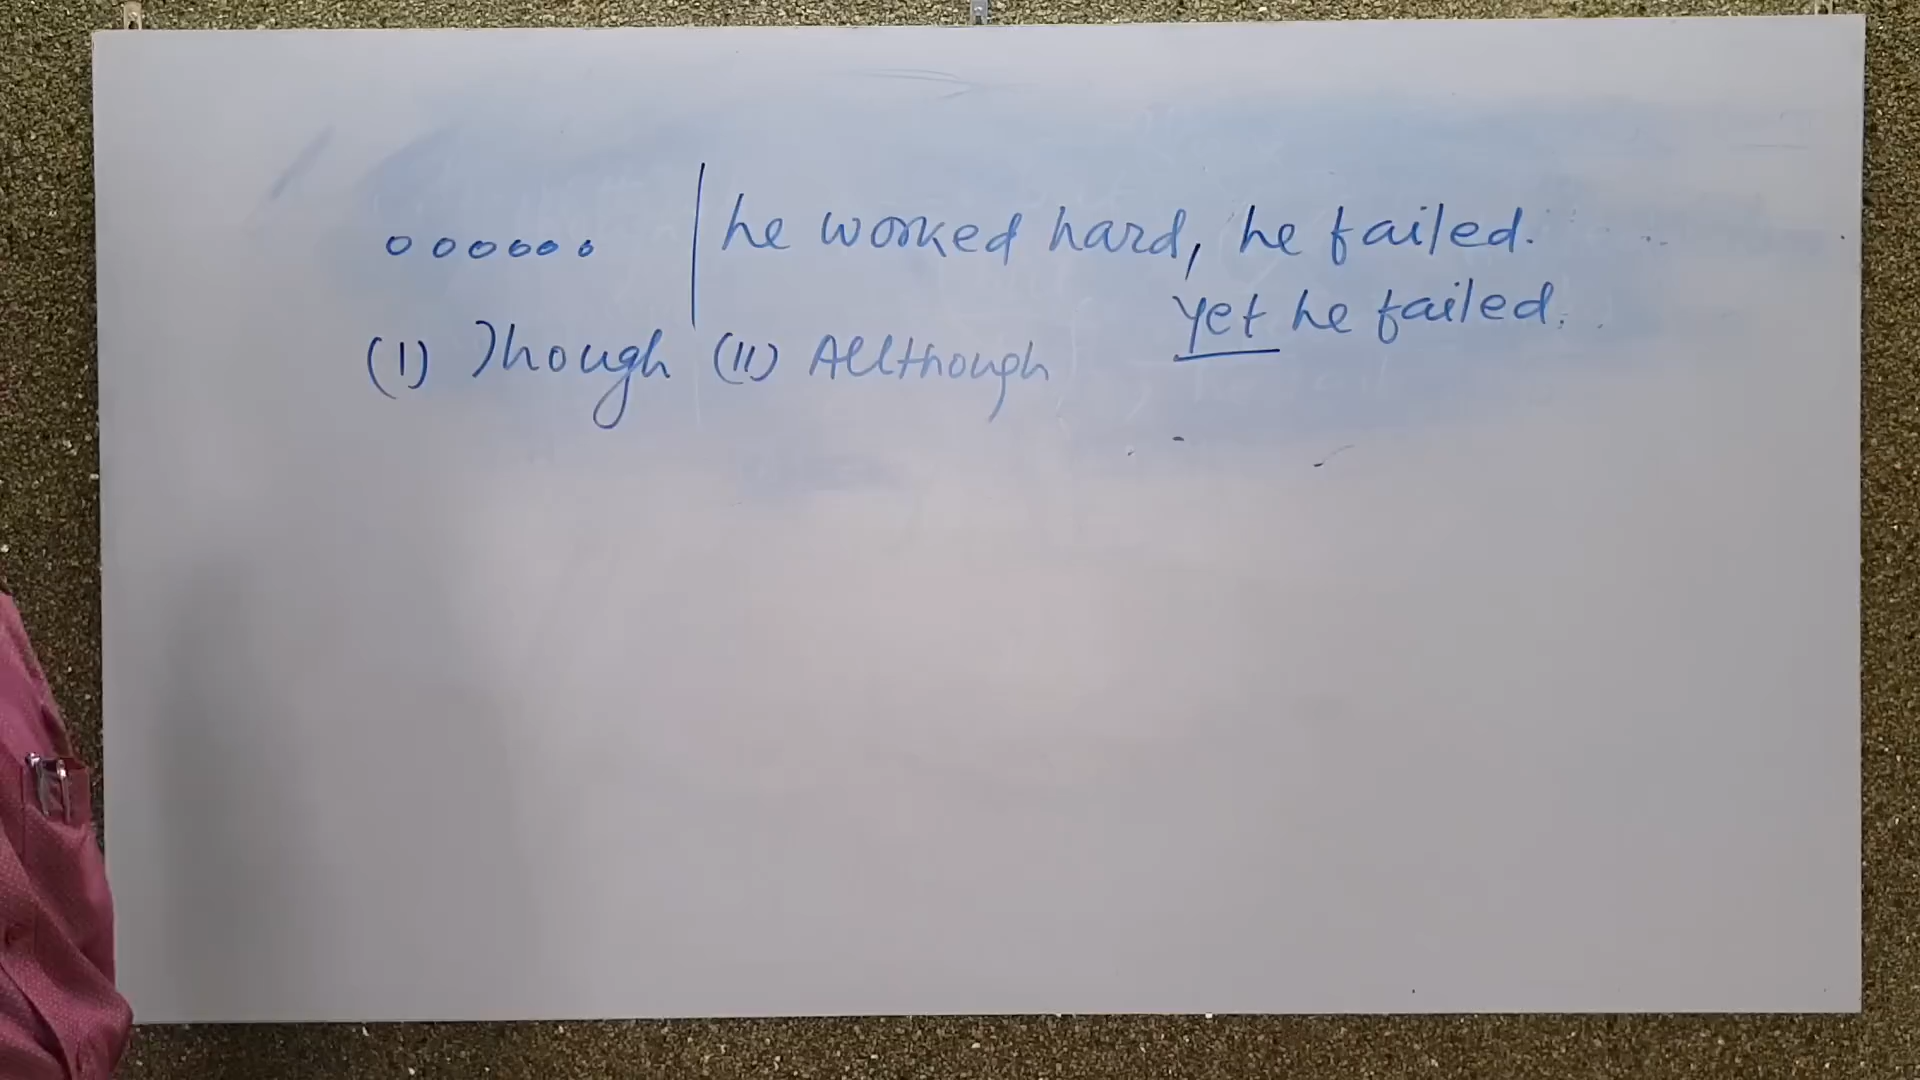 oooooo | he worked hard, he failed.
yet he failed.
(I) Though (II) Allthough